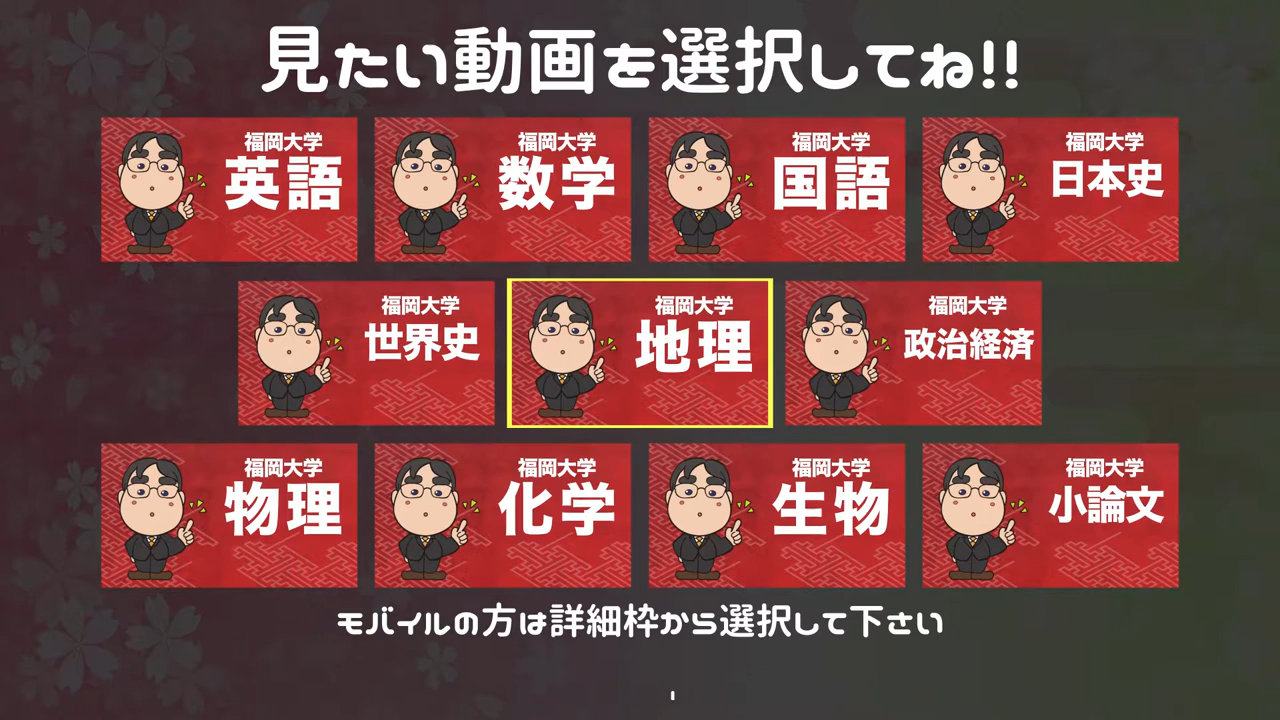 見たい動画を選択してね!!
福岡大学
英語
福岡大学
数学
福岡大学
国語
福岡大学
日本史
福岡大学
世界史
福岡大学
地理
福岡大学
政治経済
福岡大学
物理
福岡大学
化学
福岡大学
生物
福岡大学
小論文
モバイルの方は詳細枠から選択して下さい